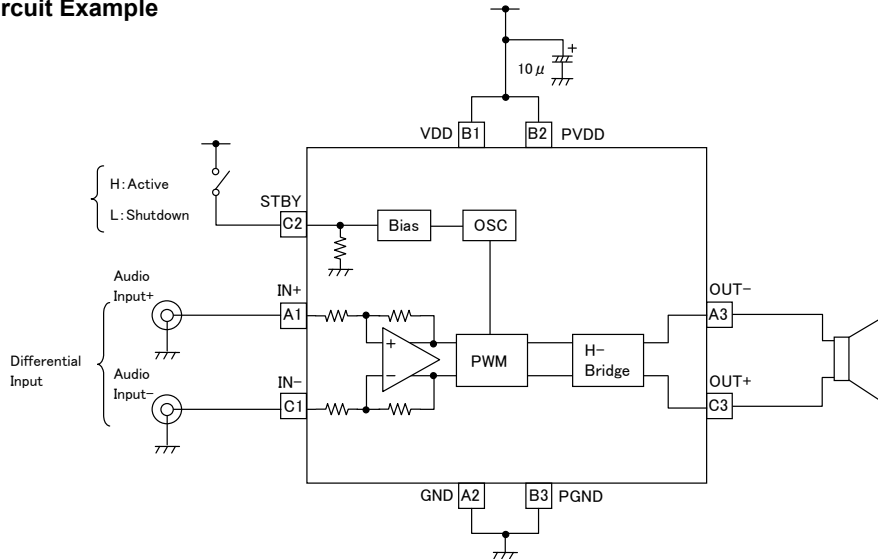 rcuit Example
+
10μ
VDD B1 B2 PVDD
H:Active
L:Shutdown
STBY
C2
Bias
OSC
Audio
Input+
IN+
A1
OUT-
A3
+
-
PWM
H-
Bridge
Differential
Input
Audio
Input-
IN-
C1
OUT+
C3
GND A2 B3 PGND